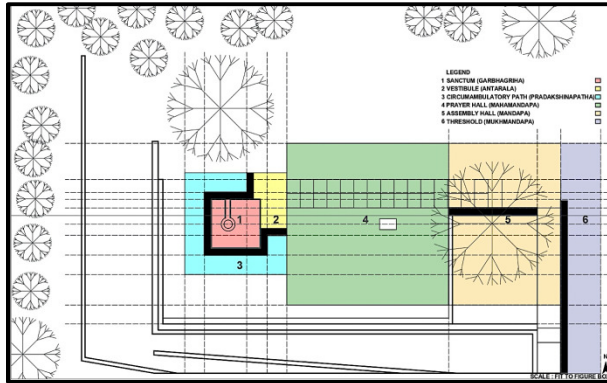 LEGEND
1 SANCTUM (GARBHAGRIHA)
2 VESTIBULE (ANTARALA)
3 CIRCUMAMBULATORY PATH (PRADAKSHINAPATHA)
4 PRAYER HALL (MAHAMANDAPA)
5 ASSEMBLY HALL (MANDAPA)
6 THRESHOLD (MUKHMANDAPA)
1
2
3
4
5
6
N
SCALE : FIT TO FIGURE BO